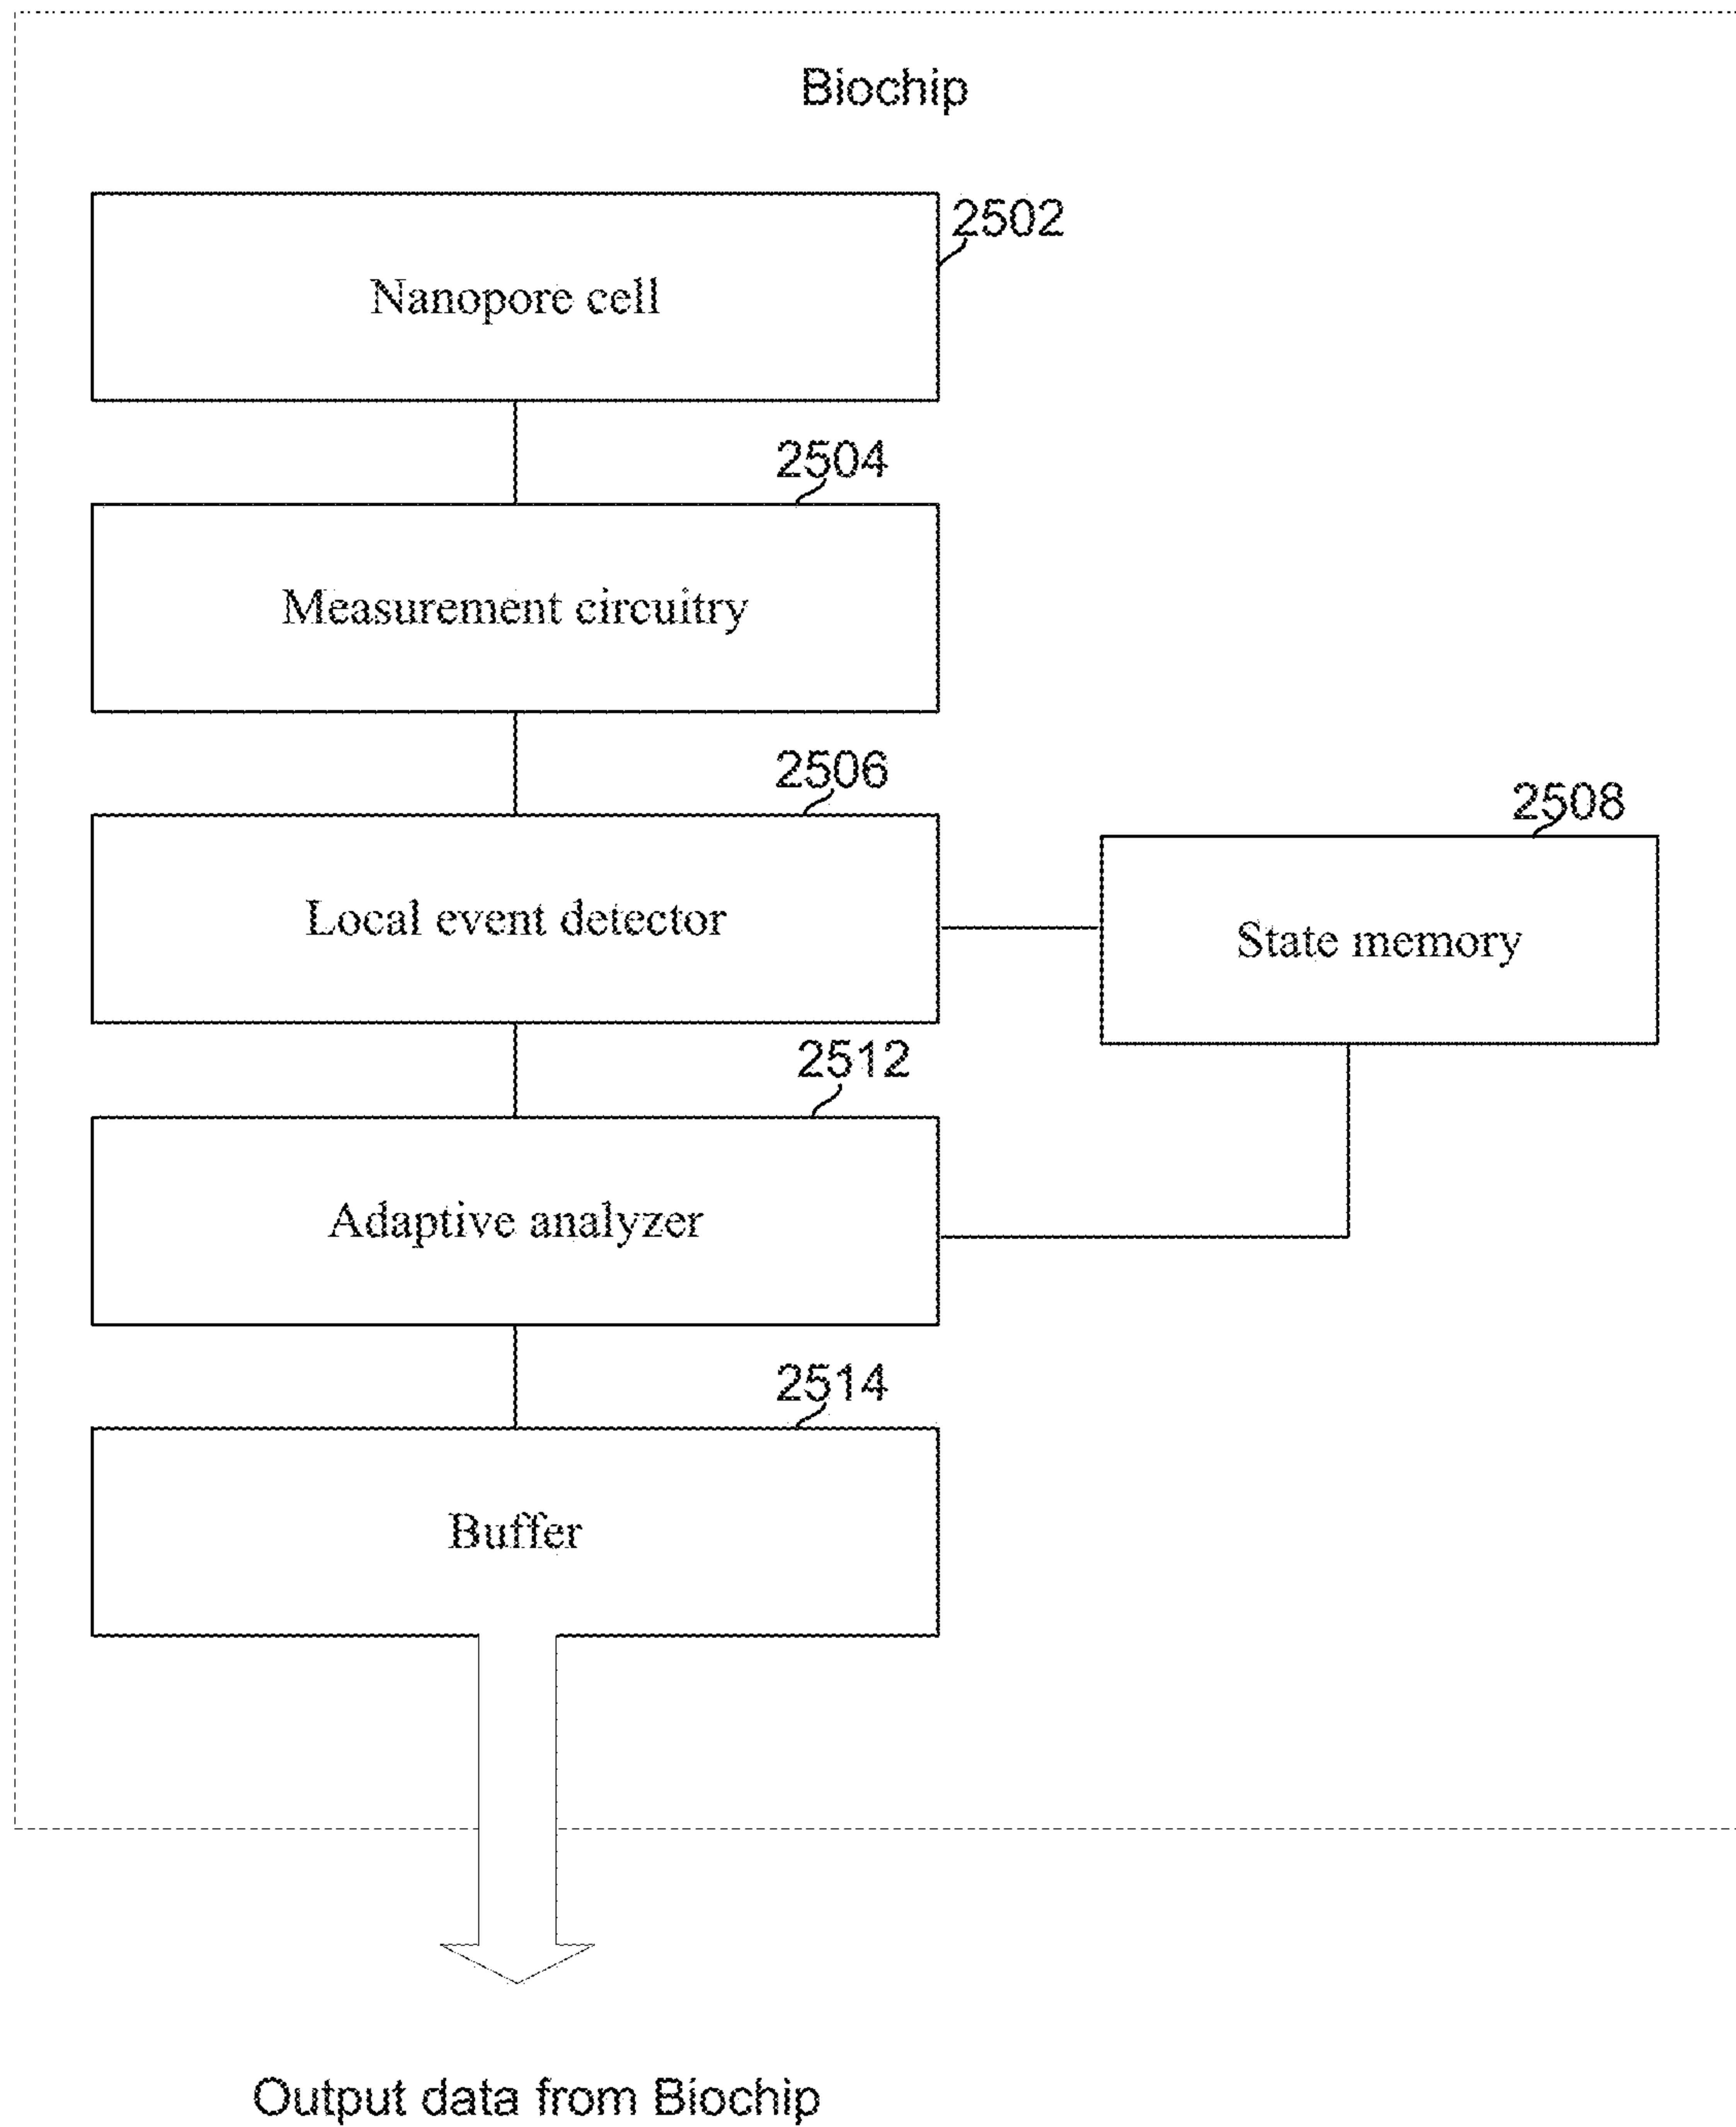 Biochip
2502
Nanopore cell
2504
Measurement circuitry
2506
Local event detector
2508
State memory
2512
Adaptive analyzer
2514
Buffer
Output data from Biochip